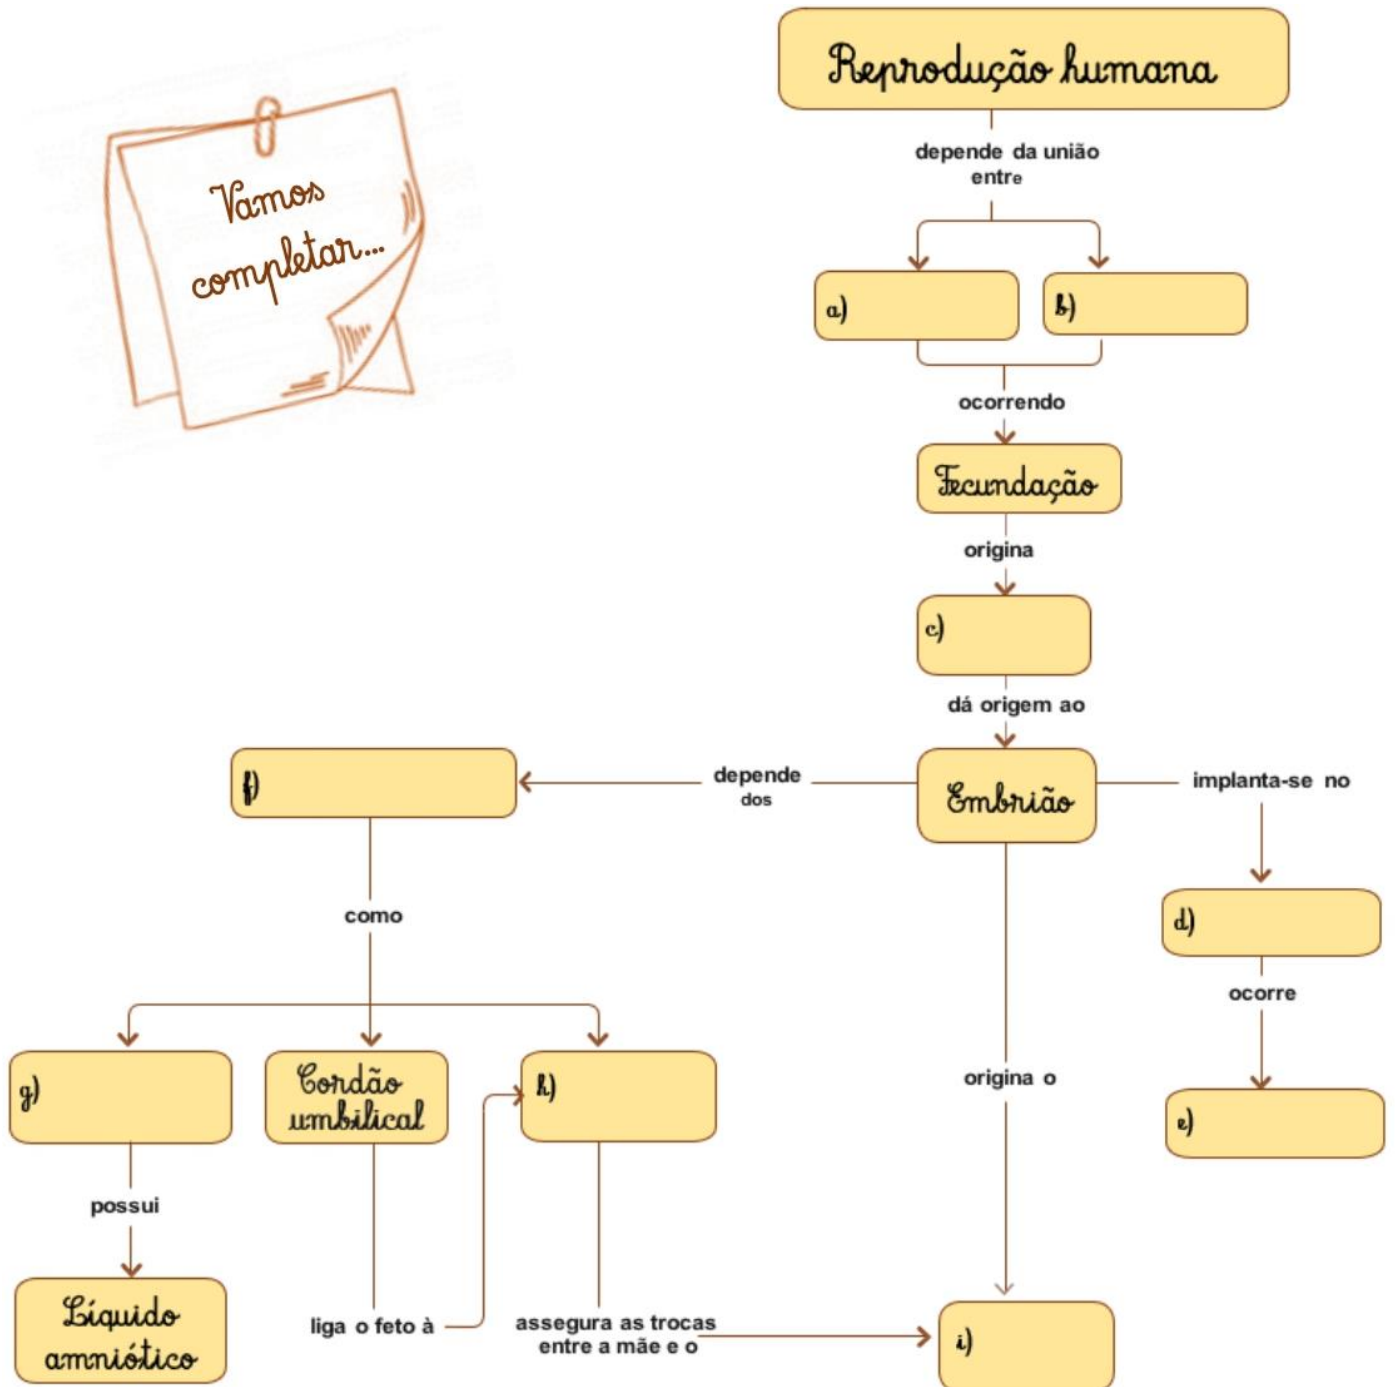 Reprodução humana
Vamos
completar...
depende da união
entre
a)
b)
ocorrendo
Fecundação
origina
c)
dá origem ao
f)
depende
dos
Embrião
implanta-se no
d)
como
ocorre
g)
Cordão
umbilical
h)
origina o
e)
possui
Líquido
amniótico
liga o feto à
assegura as trocas
entre a mãe e o
i)